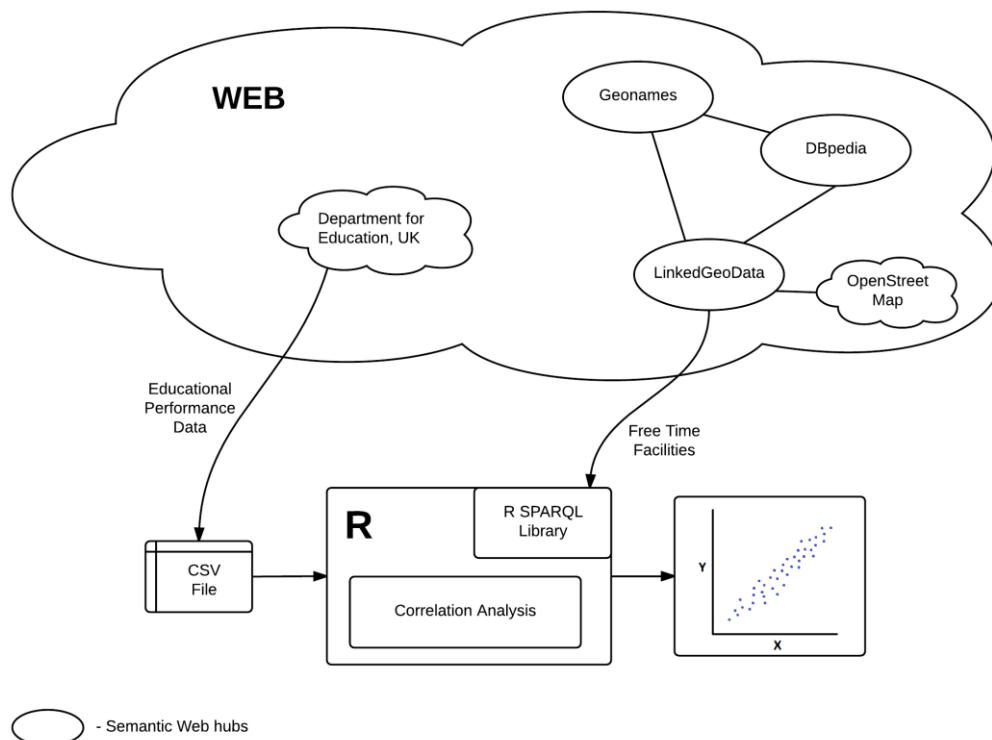 WEB
Geonames
DBpedia
Department for
Education, UK
LinkedGeoData
OpenStreet
Map
Educational
Performance
Data
Free Time
Facilities
R
R SPARQL
Library
CSV
File
Correlation Analysis
Y
X
- Semantic Web hubs